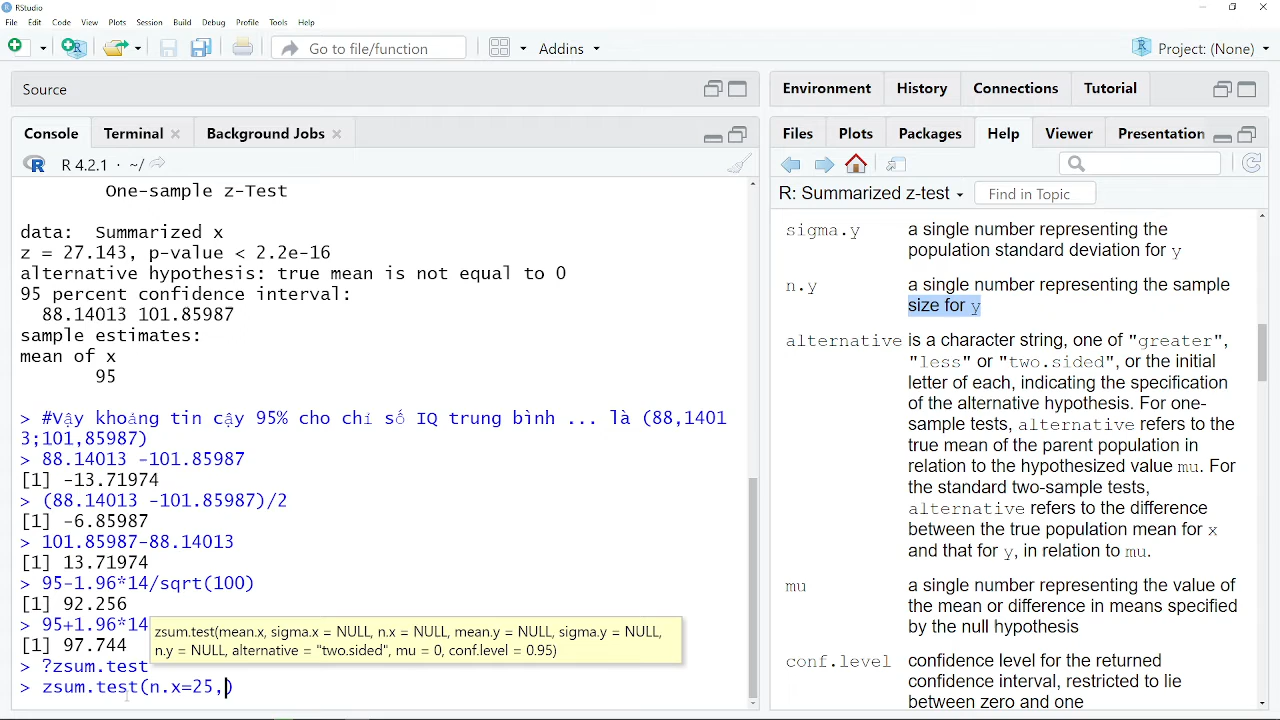 RStudio
File Edit Code View Plots Session Build Debug Profile Tools Help
Go to file/function
Addins
Project: (None)
Source
Environment History Connections Tutorial
Console Terminal Background Jobs
Files Plots Packages Help Viewer Presentation
R 4.2.1 · ~/
R: Summarized z-test
Find in Topic
One-sample z-Test
data: Summarized x
z = 27.143, p-value < 2.2e-16
alternative hypothesis: true mean is not equal to 0
95 percent confidence interval:
88.14013 101.85987
sample estimates:
mean of x
95
> #Vậy khoảng tin cậy 95% cho chỉ số IQ trung bình ... là (88,1401
3;101,85987)
> 88.14013 -101.85987
[1] -13.71974
> (88.14013 -101.85987)/2
[1] -6.85987
> 101.85987-88.14013
[1] 13.71974
> 95-1.96*14/sqrt(100)
[1] 92.256
> 95+1.96*14
[1] 97.744
zsum.test(mean.x, sigma.x = NULL, n.x = NULL, mean.y = NULL, sigma.y = NULL,
n.y = NULL, alternative = "two.sided", mu = 0, conf.level = 0.95)
> ?zsum.test
> zsum.test(n.x=25,)
sigma.y a single number representing the
population standard deviation for y
n.y a single number representing the sample
size for y
alternative is a character string, one of "greater",
"less" or "two.sided", or the initial
letter of each, indicating the specification
of the alternative hypothesis. For one-
sample tests, alternative refers to the
true mean of the parent population in
relation to the hypothesized value mu. For
the standard two-sample tests,
alternative refers to the difference
between the true population mean for x
and that for y, in relation to mu.
mu a single number representing the value of
the mean or difference in means specified
by the null hypothesis
conf.level confidence level for the returned
confidence interval, restricted to lie
between zero and one